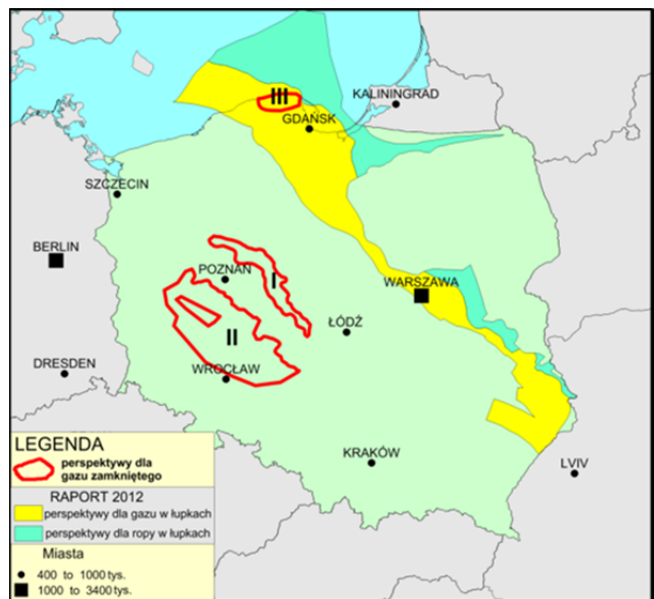 KALININGRAD
III
GDAŃSK
SZCZECIN
BERLIN
POZNAŃ
I
WARSZAWA
ŁÓDŹ
II
DRESDEN
WROCŁAW
KRAKÓW
LVIV
LEGENDA
perspektywy dla
gazu zamkniętego
RAPORT 2012
perspektywy dla gazu w łupkach
perspektywy dla ropy w łupkach
Miasta
400 to 1000 tys.
1000 to 3400 tys.